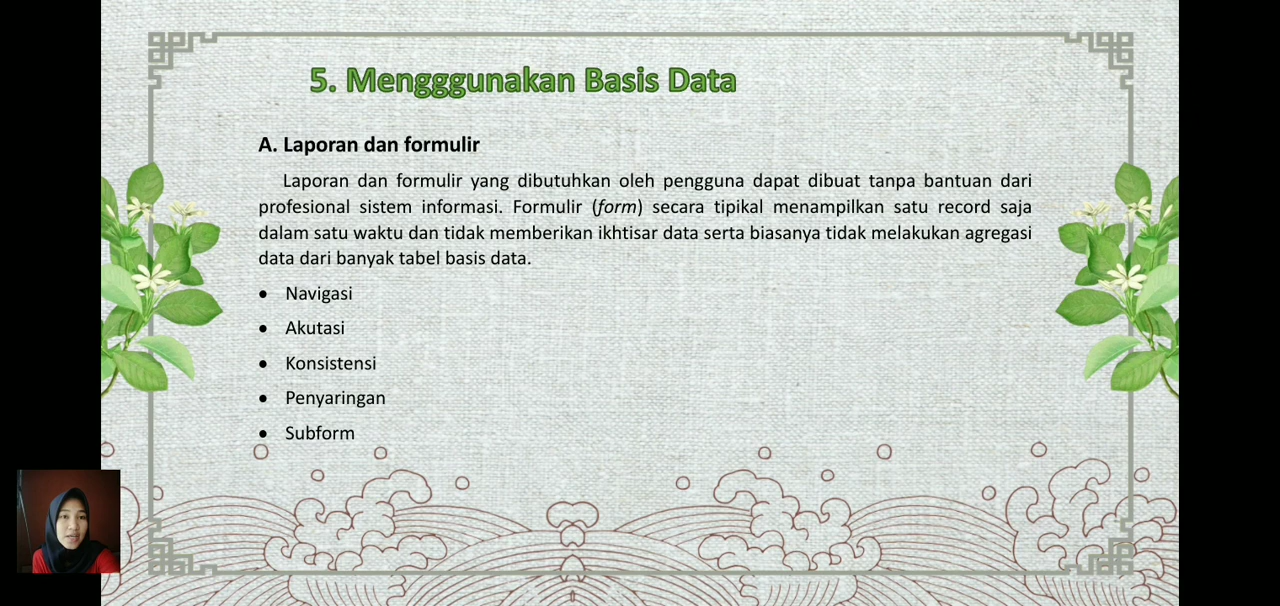 5. Mengggunakan Basis Data
A. Laporan dan formulir
Laporan dan formulir yang dibutuhkan oleh pengguna dapat dibuat tanpa bantuan dari
profesional sistem informasi. Formulir (form) secara tipikal menampilkan satu record saja
dalam satu waktu dan tidak memberikan ikhtisar data serta biasanya tidak melakukan agregasi
data dari banyak tabel basis data.
• Navigasi
• Akutasi
• Konsistensi
• Penyaringan
• Subform